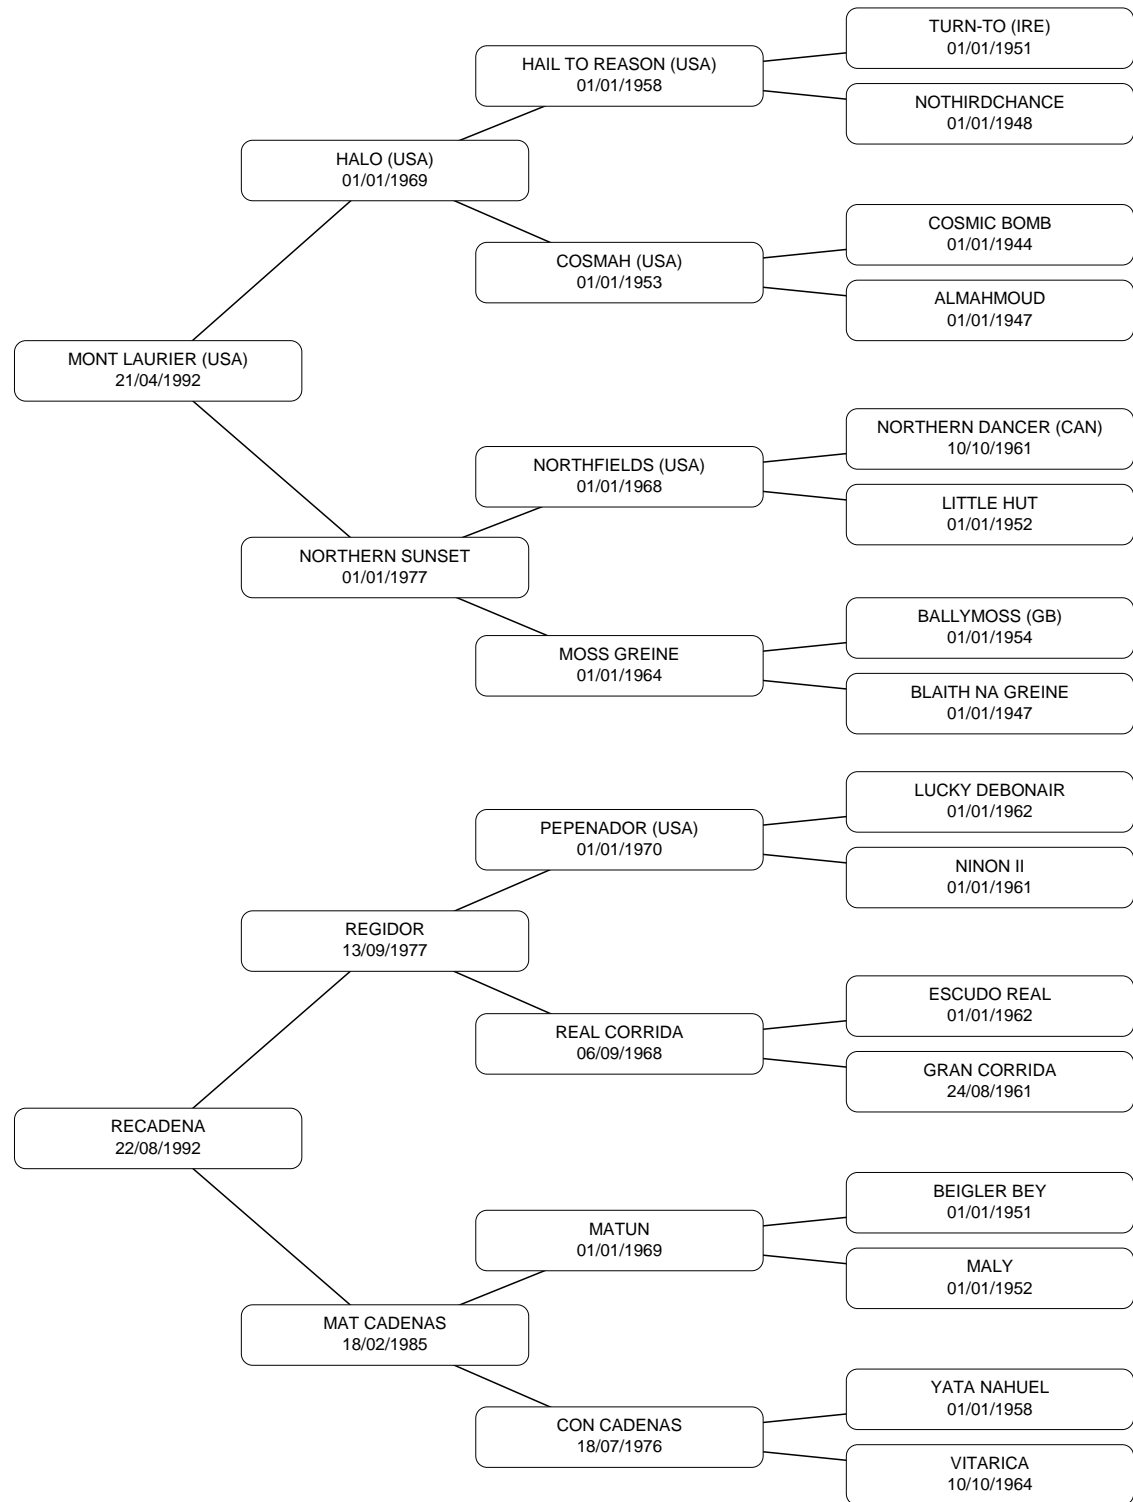 TURN-TO (IRE)
01/01/1951
HAIL TO REASON (USA)
01/01/1958
NOTHIRDCHANCE
01/01/1948
HALO (USA)
01/01/1969
COSMIC BOMB
01/01/1944
COSMAH (USA)
01/01/1953
ALMAHMOUD
01/01/1947
MONT LAURIER (USA)
21/04/1992
NORTHERN DANCER (CAN)
10/10/1961
NORTHFIELDS (USA)
01/01/1968
LITTLE HUT
01/01/1952
NORTHERN SUNSET
01/01/1977
BALLYMOSS (GB)
01/01/1954
MOSS GREINE
01/01/1964
BLAITH NA GREINE
01/01/1947
LUCKY DEBONAIR
01/01/1962
PEPENADOR (USA)
01/01/1970
NINON II
01/01/1961
REGIDOR
13/09/1977
ESCUDO REAL
01/01/1962
REAL CORRIDA
06/09/1968
GRAN CORRIDA
24/08/1961
RECADENA
22/08/1992
BEIGLER BEY
01/01/1951
MATUN
01/01/1969
MALY
01/01/1952
MAT CADENAS
18/02/1985
YATA NAHUEL
01/01/1958
CON CADENAS
18/07/1976
VITARICA
10/10/1964